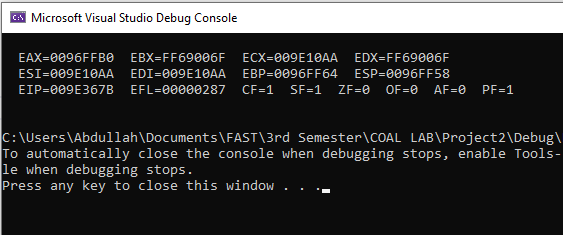 Microsoft Visual Studio Debug Console
EAX=0096FFB0 EBX=FF69006F ECX=009E10AA EDX=FF69006F
ESI=009E10AA EDI=009E10AA EBP=0096FF64 ESP=0096FF58
EIP=009E367B EFL=00000287 CF=1 SF=1 ZF=0 OF=0 AF=0 PF=1
C:\Users\Abdullah\Documents\FAST\3rd Semester\COAL LAB\Project2\Debug\
To automatically close the console when debugging stops, enable Tools-
le when debugging stops.
Press any key to close this window . . .